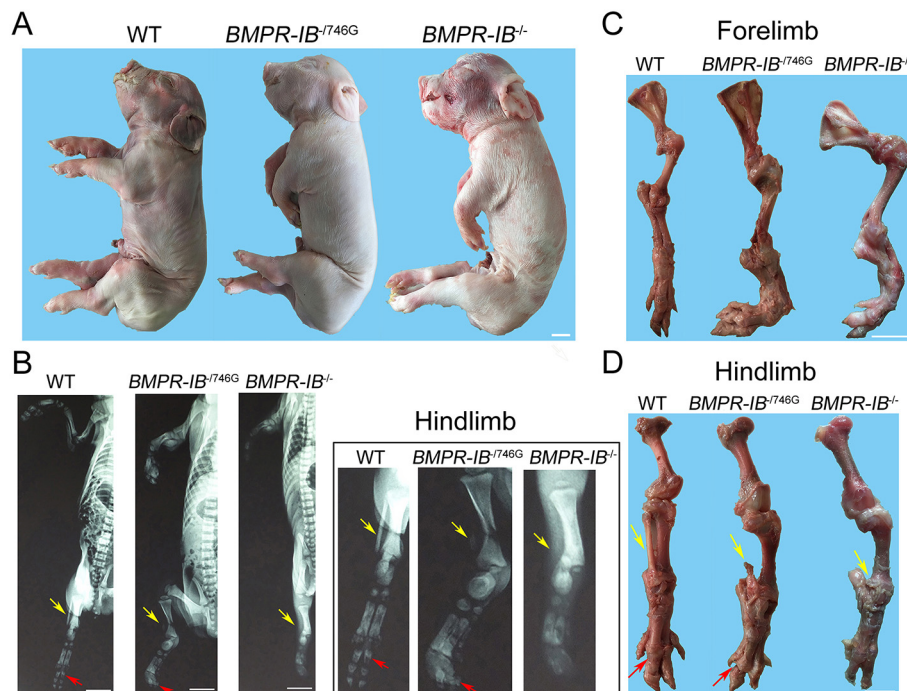 A
WT
BMPR-IB-/746G
BMPR-IB-/-
B
WT
BMPR-IB-/746G
BMPR-IB-/-
Hindlimb
WT
BMPR-IB-/746G
BMPR-IB-/-
C
Forelimb
WT
BMPR-IB-/746G
BMPR-IB-/
D
Hindlimb
WT
BMPR-IB-/746G
BMPR-IB-/-